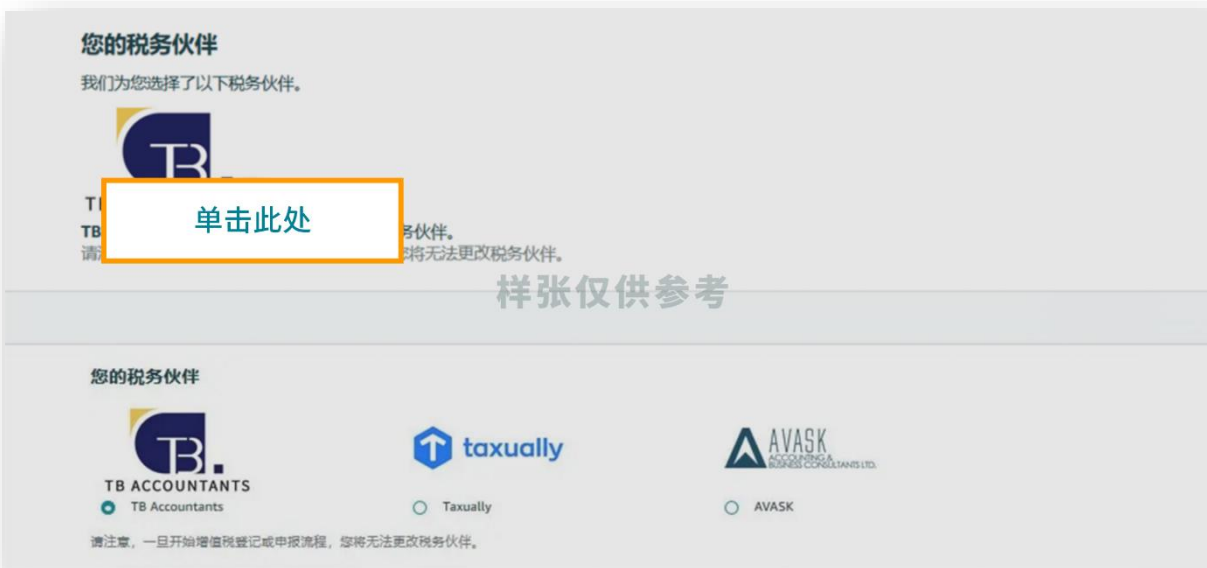 您的税务伙伴
我们为您选择了以下税务伙伴。
TB.
单击此处
TB 务伙伴。
将无法更改税务伙伴。
样张仅供参考
您的税务伙伴
TB.
TB ACCOUNTANTS
taxually
AVASK
ACCOUNTING &
BUSINESS CONSULTANTS LTD.
TB Accountants
Taxually
AVASK
请注意，一旦开始增值税登记或申报流程，您将无法更改税务伙伴。